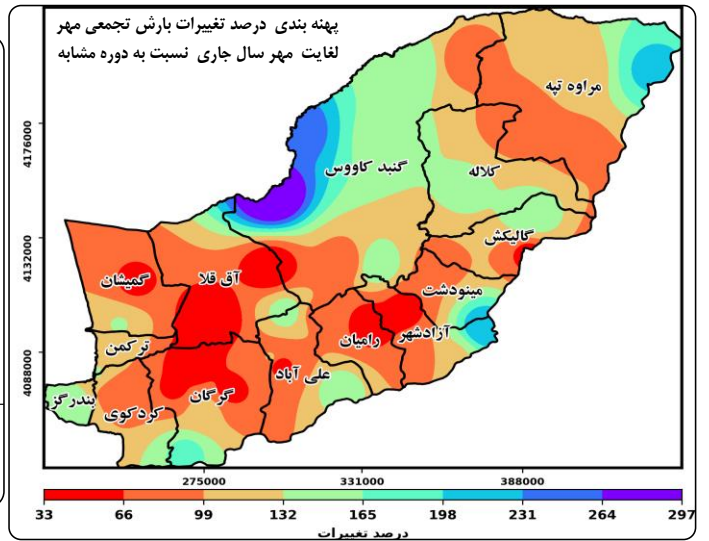 پهنه بندی درصد تغییرات بارش تجمعی مهر
لغایت مهر سال جاری نسبت به دوره مشابه
مراوه تپه
گنبد کاووس
کلاله
گالیکش
مینودشت
آق قلا
گمیشان
آزادشهر
رامیان
ترکمن
علی آباد
گرگان
بندرگز
کردکوی
4176000
4132000
4088000
275000 331000 388000
33 66 99 132 165 198 231 264 297
درصد تغییرات